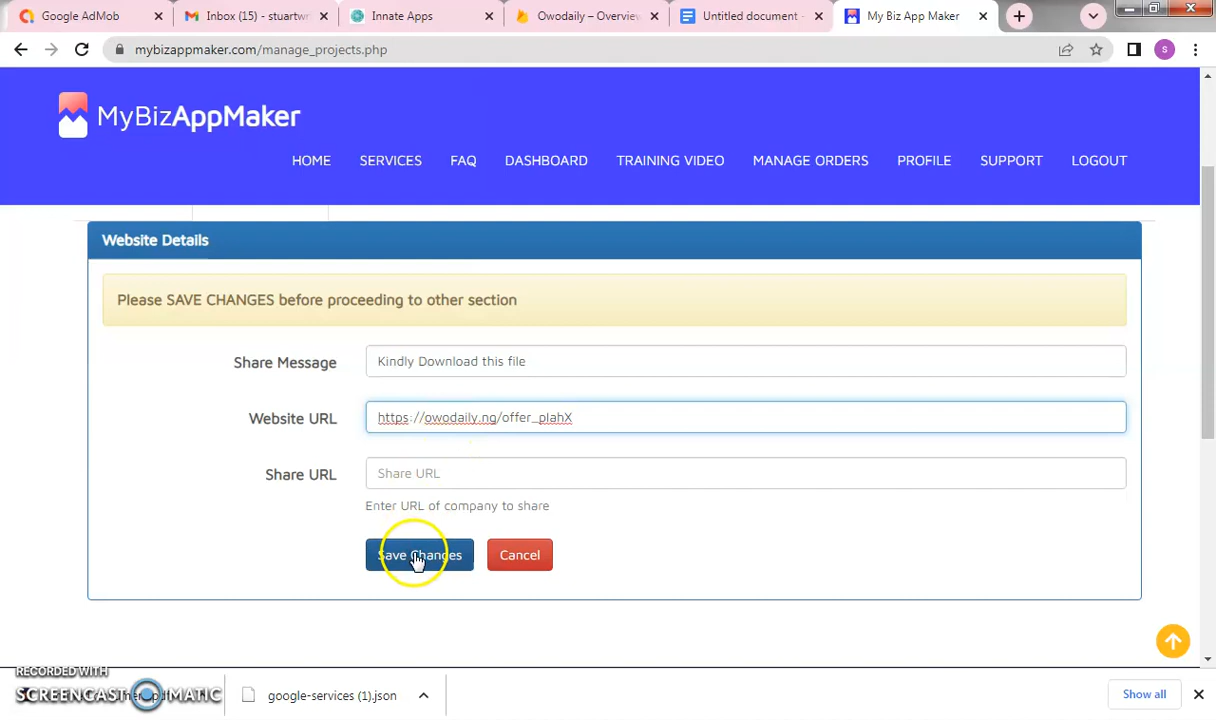 Google AdMob
Inbox (15) - stuartw
Innate Apps
Owodaily – Overvie
Untitled document -
My Biz App Maker
mybizappmaker.com/manage_projects.php
S
MyBizAppMaker
HOME SERVICES FAQ DASHBOARD TRAINING VIDEO MANAGE ORDERS PROFILE SUPPORT LOGOUT
Website Details
Please SAVE CHANGES before proceeding to other section
Share Message Kindly Download this file
Website URL https://owodaily.ng/offer_pIahX
Share URL Share URL
Enter URL of company to share
Save Changes Cancel
RECORDED WITH
SCREENCAST MATIC
google-services (1).json
Show all